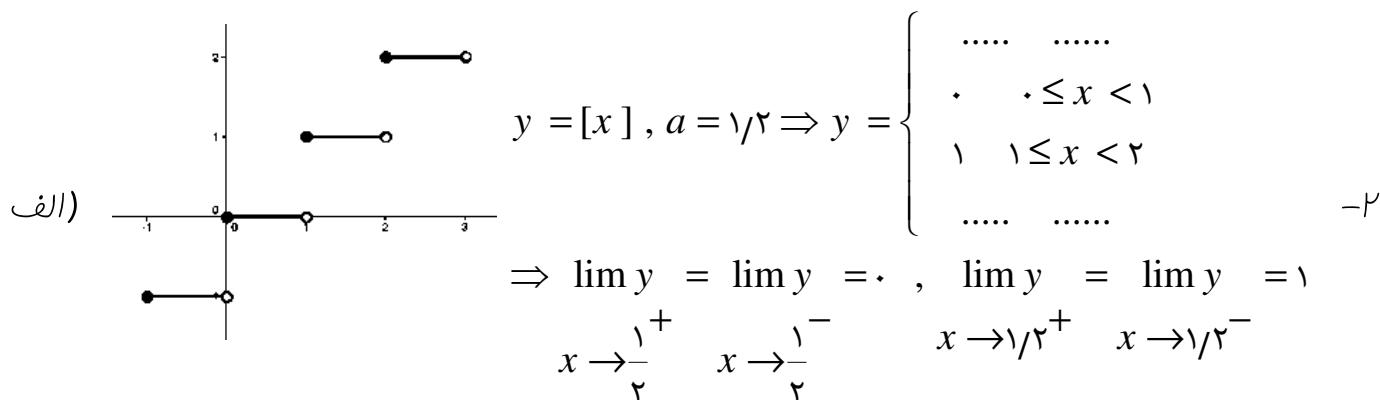 ۲-
الف)
y = [x] , a = ۱/۲ ⇒ y = {
..... ......
۰ ۰ ≤ x < ۱
۱ ۱ ≤ x < ۲
..... ......
⇒ lim y = lim y = ۰ , lim y = lim y = ۱
x → ۱/۲⁺ x → ۱/۲⁻ x → ۱/۲⁺ x → ۱/۲⁻
2
1
0
-1 0 1 2 3